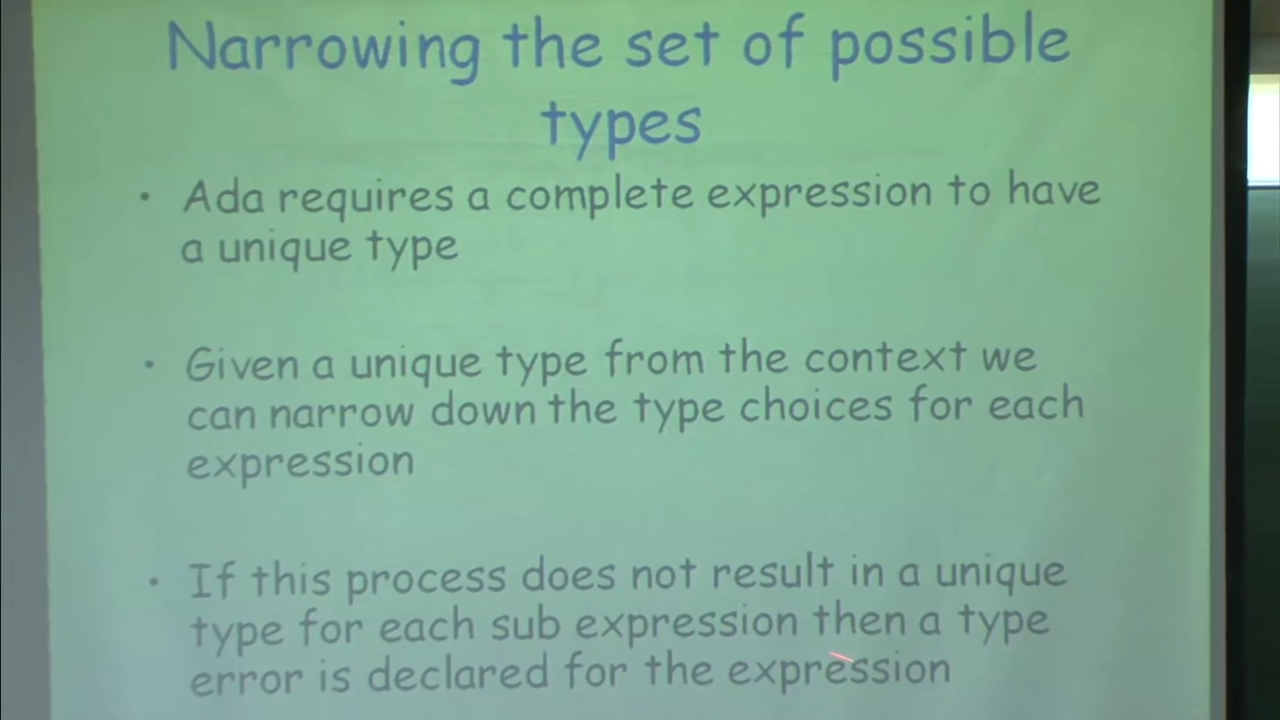 Narrowing the set of possible
types
• Ada requires a complete expression to have
a unique type
• Given a unique type from the context we
can narrow down the type choices for each
expression
• If this process does not result in a unique
type for each sub expression then a type
error is declared for the expression